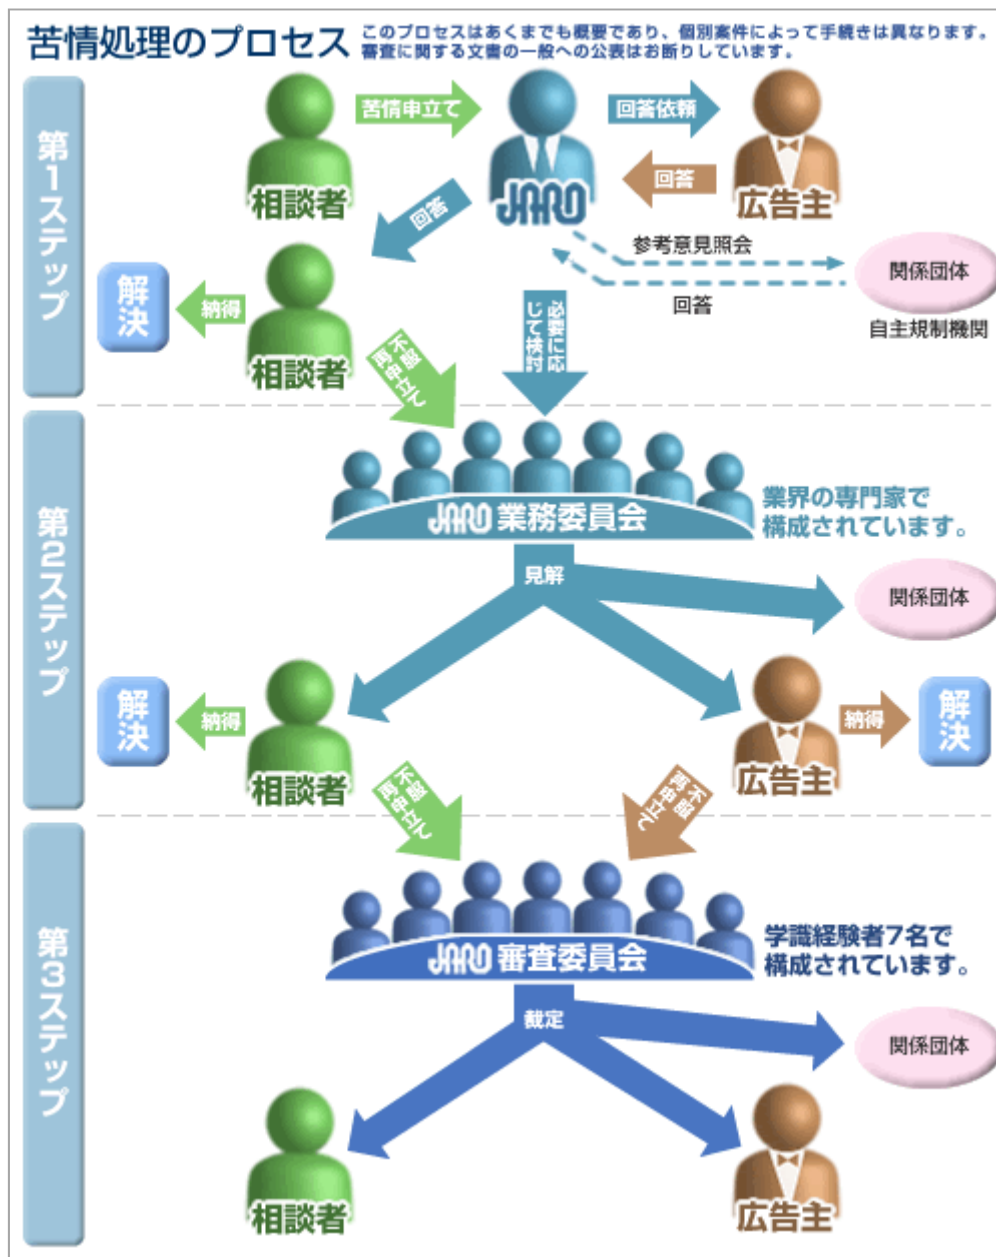 苦情処理のプロセス
このプロセスはあくまでも概要であり、個別案件によって手続きは異なります。
審査に関する文書の一般への公表はお断りしています。
第1ステップ
相談者
苦情申立て
JARO
回答依頼
回答
広告主
回答
参考意見照会
回答
関係団体
自主規制機関
解決
納得
相談者
不服
再申立て
必要に応
じて検討
第2ステップ
JARO 業務委員会
業界の専門家で
構成されています。
見解
関係団体
解決
納得
相談者
広告主
納得
解決
不服
再申立て
不服
再申立て
第3ステップ
JARO 審査委員会
学識経験者7名で
構成されています。
裁定
関係団体
相談者
広告主